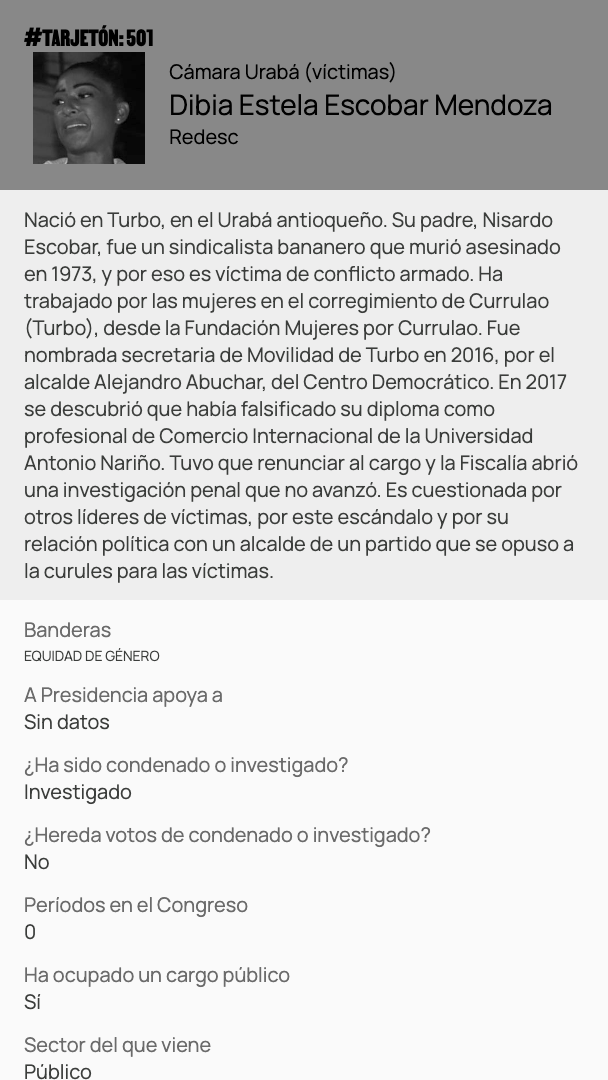 #TARJETÓN: 501
Cámara Urabá (víctimas)
Dibia Estela Escobar Mendoza
Redesc
Nació en Turbo, en el Urabá antioqueño. Su padre, Nisardo
Escobar, fue un sindicalista bananero que murió asesinado
en 1973, y por eso es víctima de conflicto armado. Ha
trabajado por las mujeres en el corregimiento de Currulao
(Turbo), desde la Fundación Mujeres por Currulao. Fue
nombrada secretaria de Movilidad de Turbo en 2016, por el
alcalde Alejandro Abuchar, del Centro Democrático. En 2017
se descubrió que había falsificado su diploma como
profesional de Comercio Internacional de la Universidad
Antonio Nariño. Tuvo que renunciar al cargo y la Fiscalía abrió
una investigación penal que no avanzó. Es cuestionada por
otros líderes de víctimas, por este escándalo y por su
relación política con un alcalde de un partido que se opuso a
la curules para las víctimas.
Banderas
EQUIDAD DE GÉNERO
A Presidencia apoya a
Sin datos
¿Ha sido condenado o investigado?
Investigado
¿Hereda votos de condenado o investigado?
No
Períodos en el Congreso
0
Ha ocupado un cargo público
Sí
Sector del que viene
Público